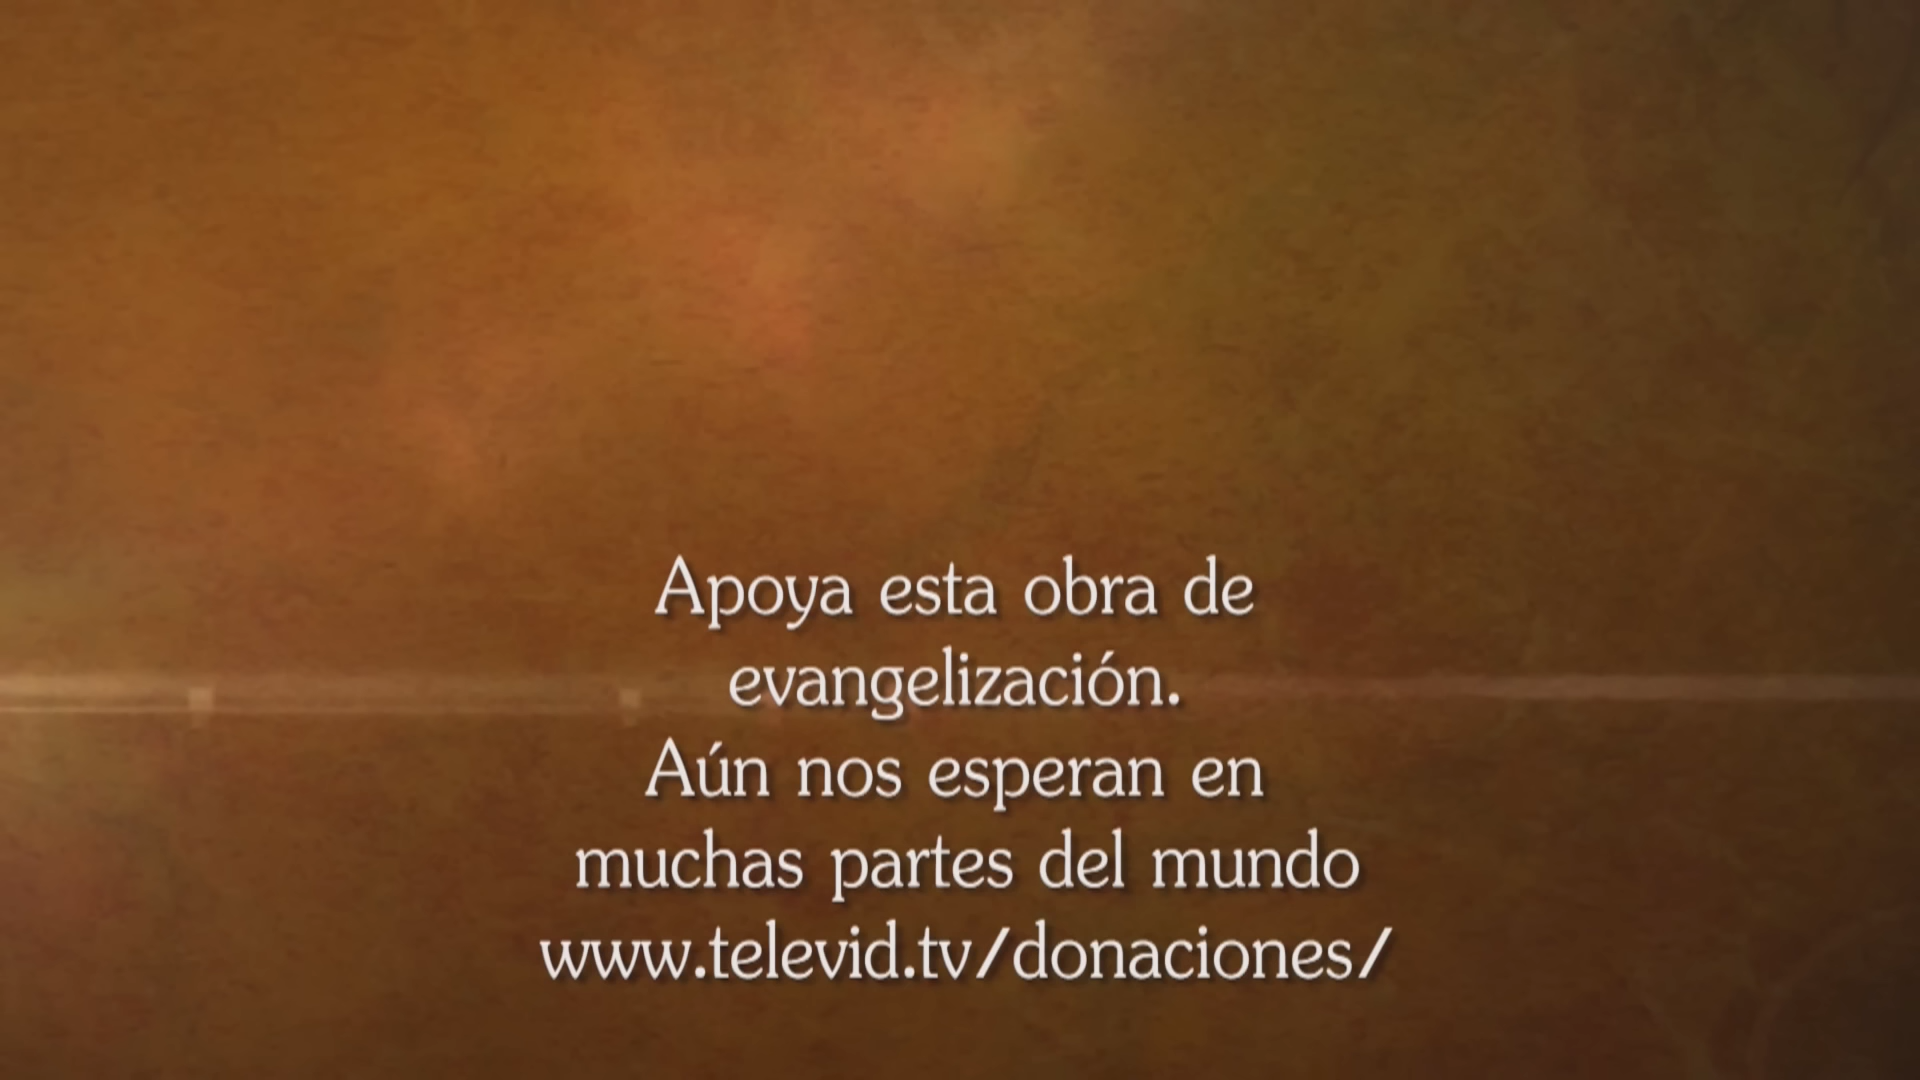 Apoya esta obra de
evangelización.
Aún nos esperan en
muchas partes del mundo
www.televid.tv/donaciones/